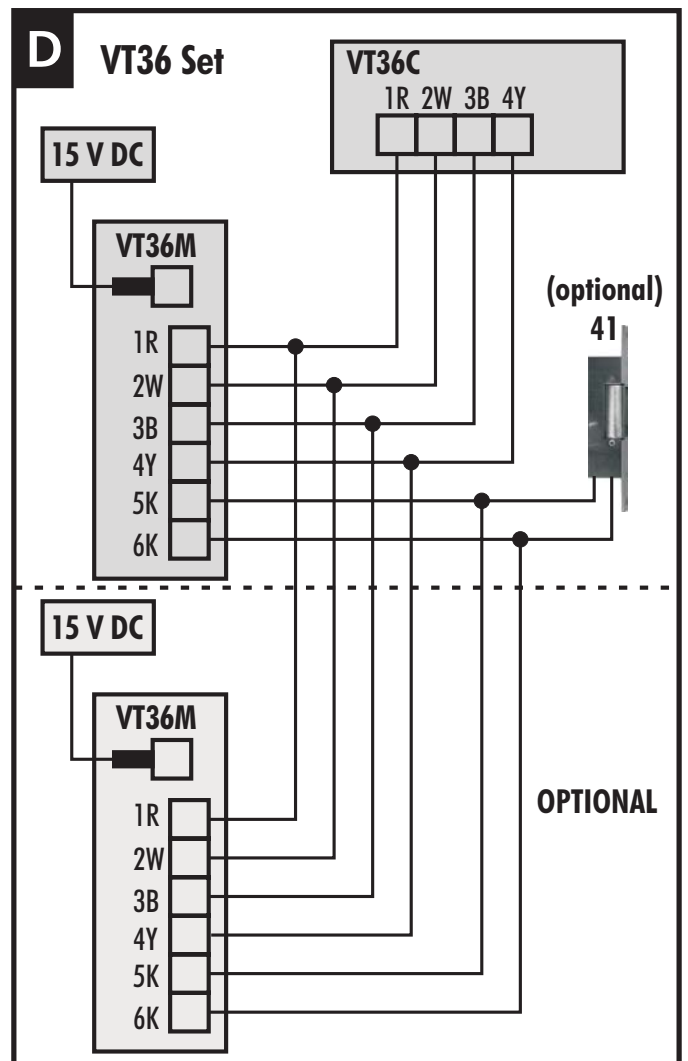 D VT36 Set
VT36C
1R 2W 3B 4Y
15 V DC
VT36M
1R
2W
3B
4Y
5K
6K
(optional)
41
15 V DC
VT36M
1R
2W
3B
4Y
5K
6K
OPTIONAL